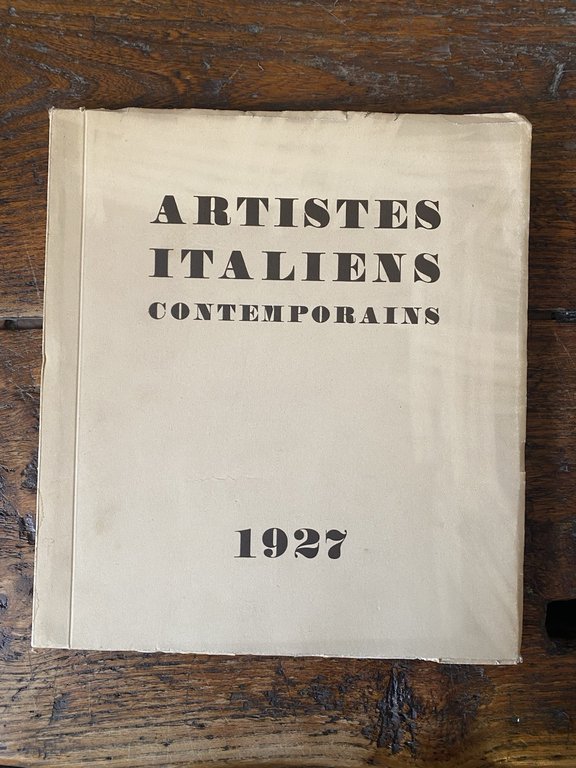 ARTISTES
ITALIENS
CONTEMPORAINS
1927